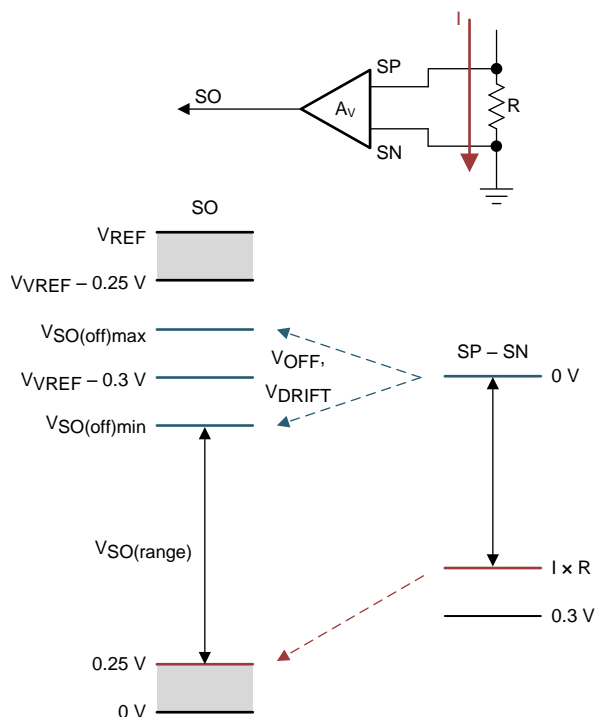 I
SP
SO
AV
R
SN
SO
VREF
VVREF – 0.25 V
VSO(off)max
VOFF,
SP – SN
VVREF – 0.3 V
0 V
VDRIFT
VSO(off)min
VSO(range)
I × R
0.3 V
0.25 V
0 V